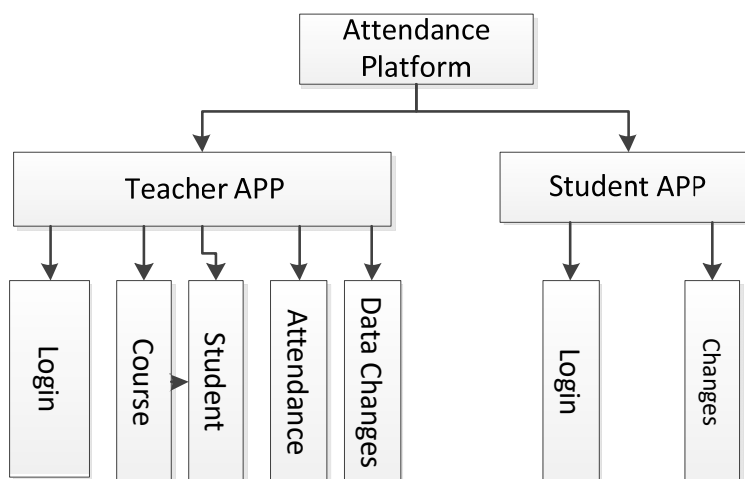 Attendance
Platform
Teacher APP
Student APP
Login
Course
Student
Attendance
Data Changes
Login
Changes